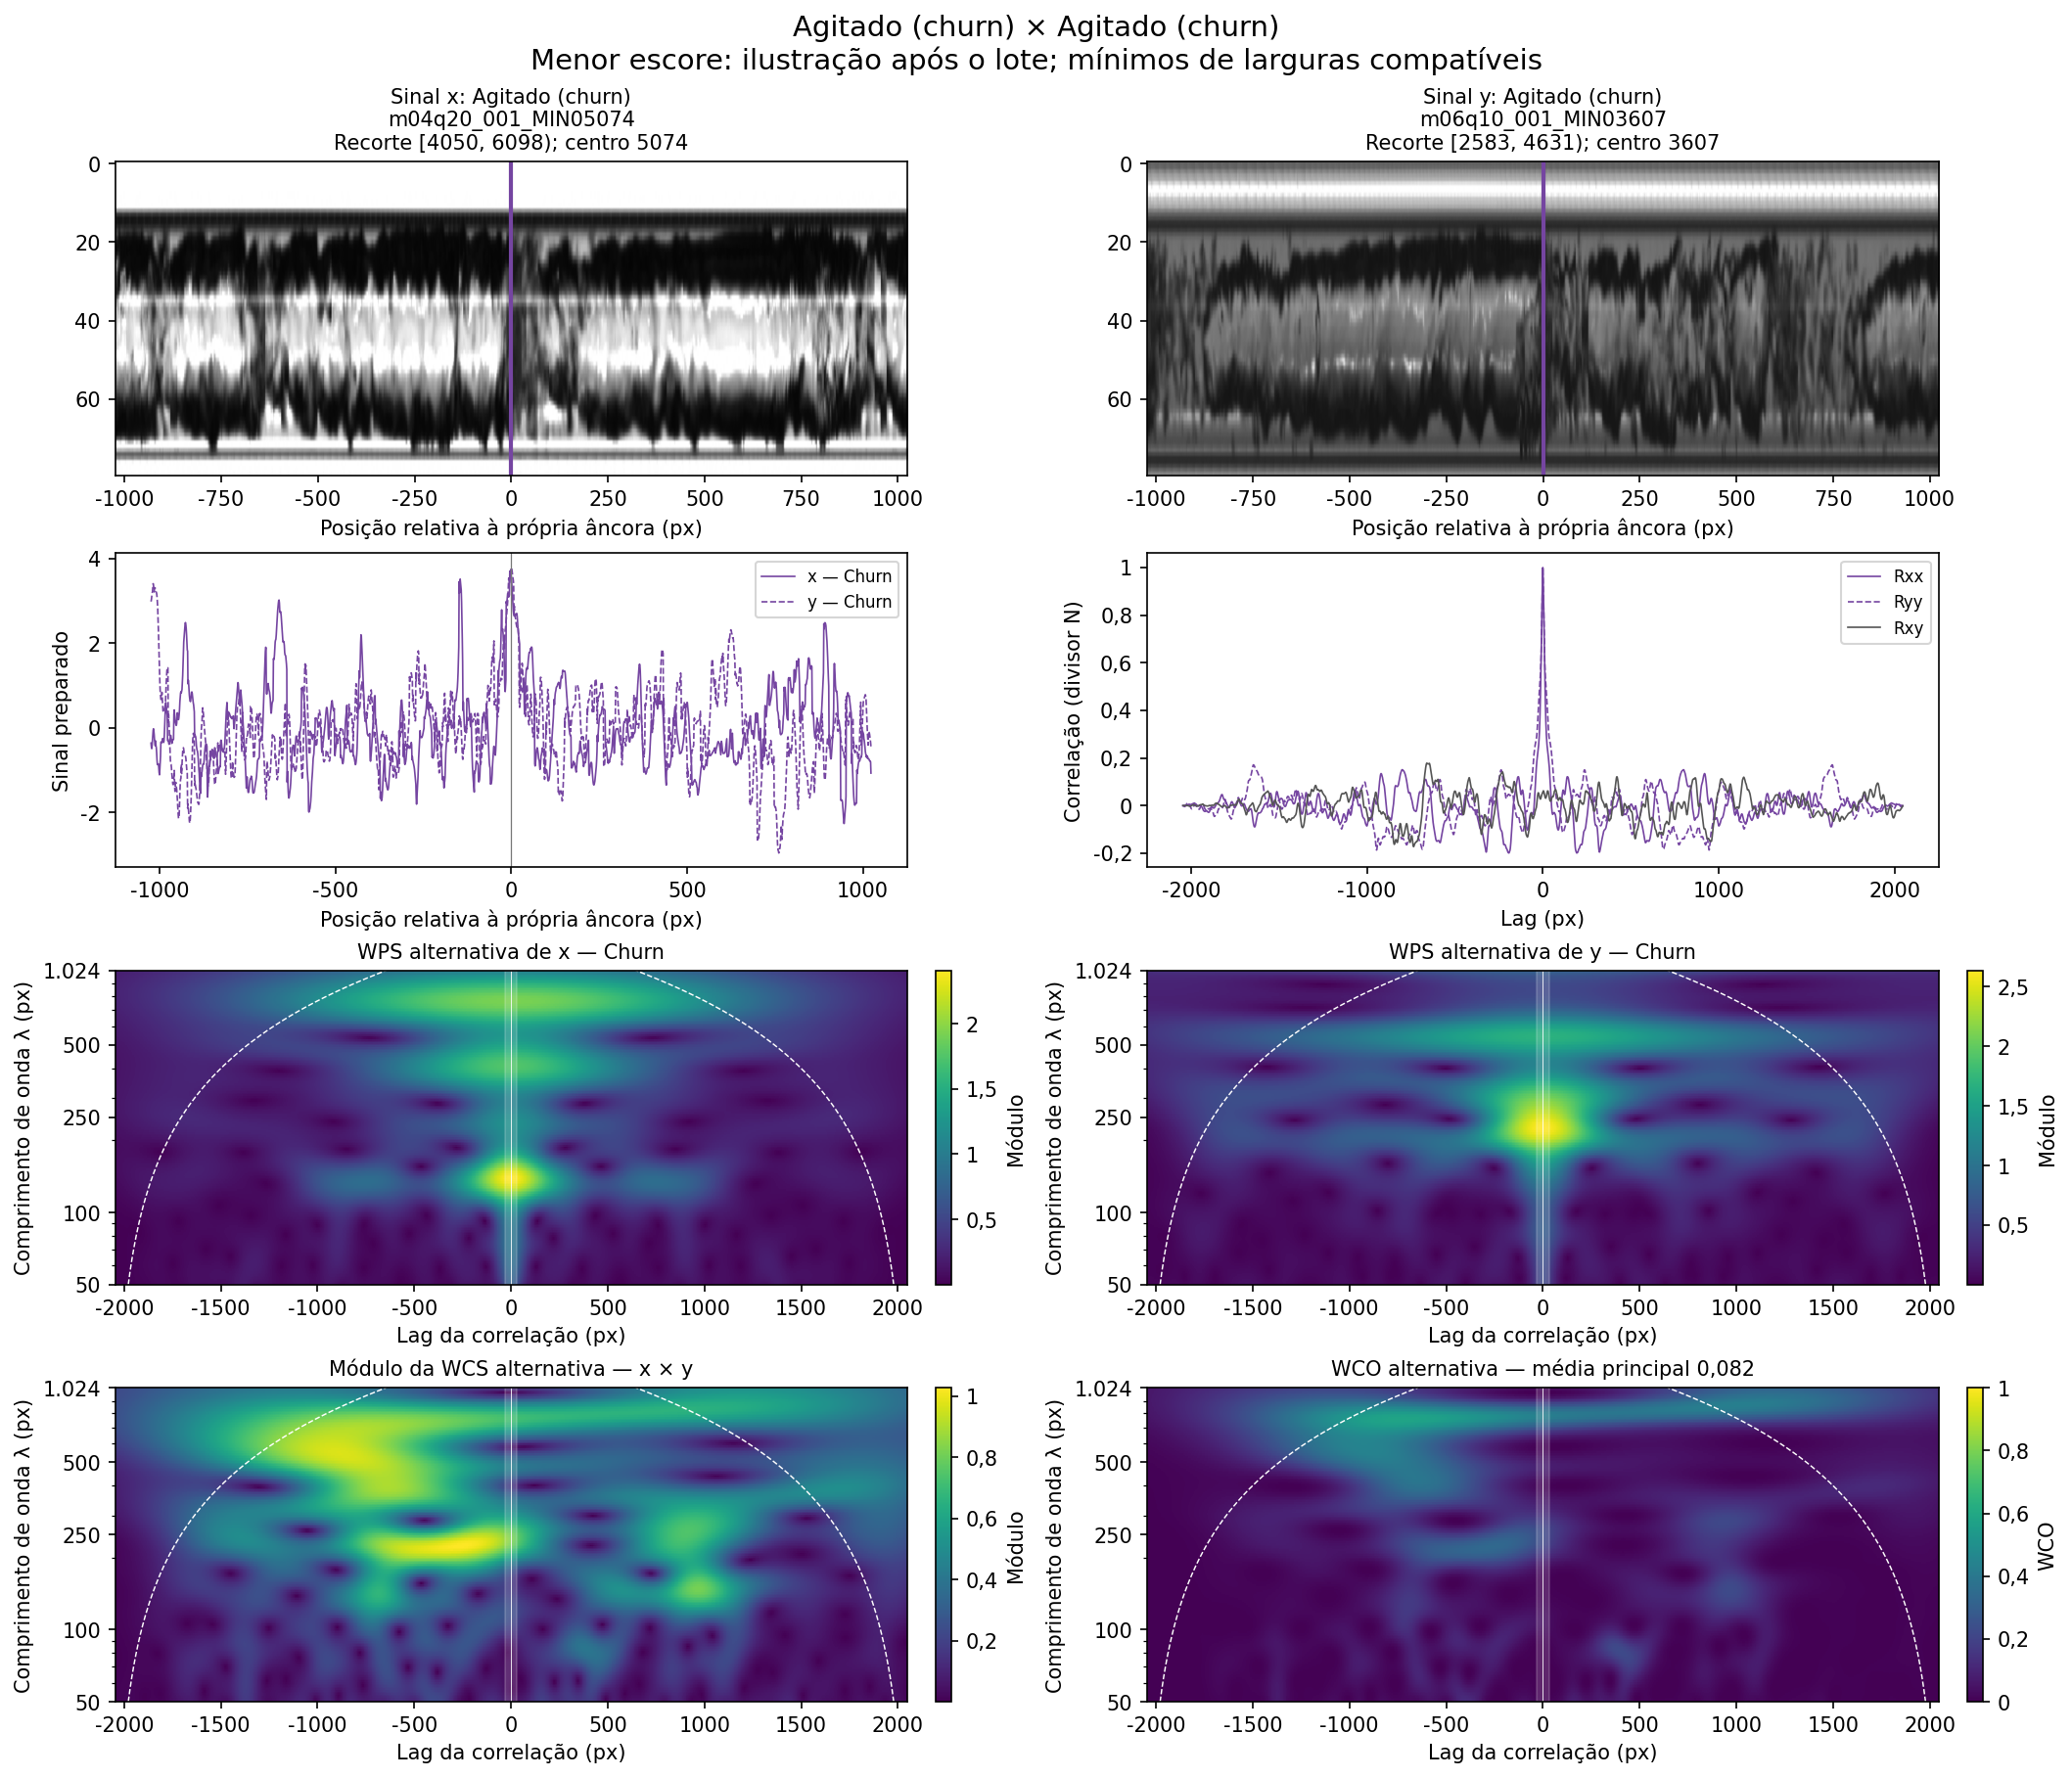 Agitado (churn) × Agitado (churn)
Menor escore: ilustração após o lote; mínimos de larguras compatíveis
Sinal x: Agitado (churn)
m04q20_001_MIN05074
Recorte [4050, 6098); centro 5074
0
20
40
60
-1000 -750 -500 -250 0 250 500 750 1000
Posição relativa à própria âncora (px)
Sinal y: Agitado (churn)
m06q10_001_MIN03607
Recorte [2583, 4631); centro 3607
0
20
40
60
-1000 -750 -500 -250 0 250 500 750 1000
Posição relativa à própria âncora (px)
Sinal preparado
4
2
0
-2
x — Churn
y — Churn
-1000 -500 0 500 1000
Posição relativa à própria âncora (px)
Correlação (divisor N)
1
0,8
0,6
0,4
0,2
0
-0,2
Rxx
Ryy
Rxy
-2000 -1000 0 1000 2000
Lag (px)
WPS alternativa de x — Churn
Comprimento de onda λ (px)
1.024
500
250
100
50
-2000 -1500 -1000 -500 0 500 1000 1500 2000
Lag da correlação (px)
2
1,5
1
0,5
Módulo
WPS alternativa de y — Churn
Comprimento de onda λ (px)
1.024
500
250
100
50
-2000 -1500 -1000 -500 0 500 1000 1500 2000
Lag da correlação (px)
2,5
2
1,5
1
0,5
Módulo
Módulo da WCS alternativa — x × y
Comprimento de onda λ (px)
1.024
500
250
100
50
-2000 -1500 -1000 -500 0 500 1000 1500 2000
Lag da correlação (px)
1
0,8
0,6
0,4
0,2
Módulo
WCO alternativa — média principal 0,082
Comprimento de onda λ (px)
1.024
500
250
100
50
-2000 -1500 -1000 -500 0 500 1000 1500 2000
Lag da correlação (px)
1
0,8
0,6
0,4
0,2
0
WCO